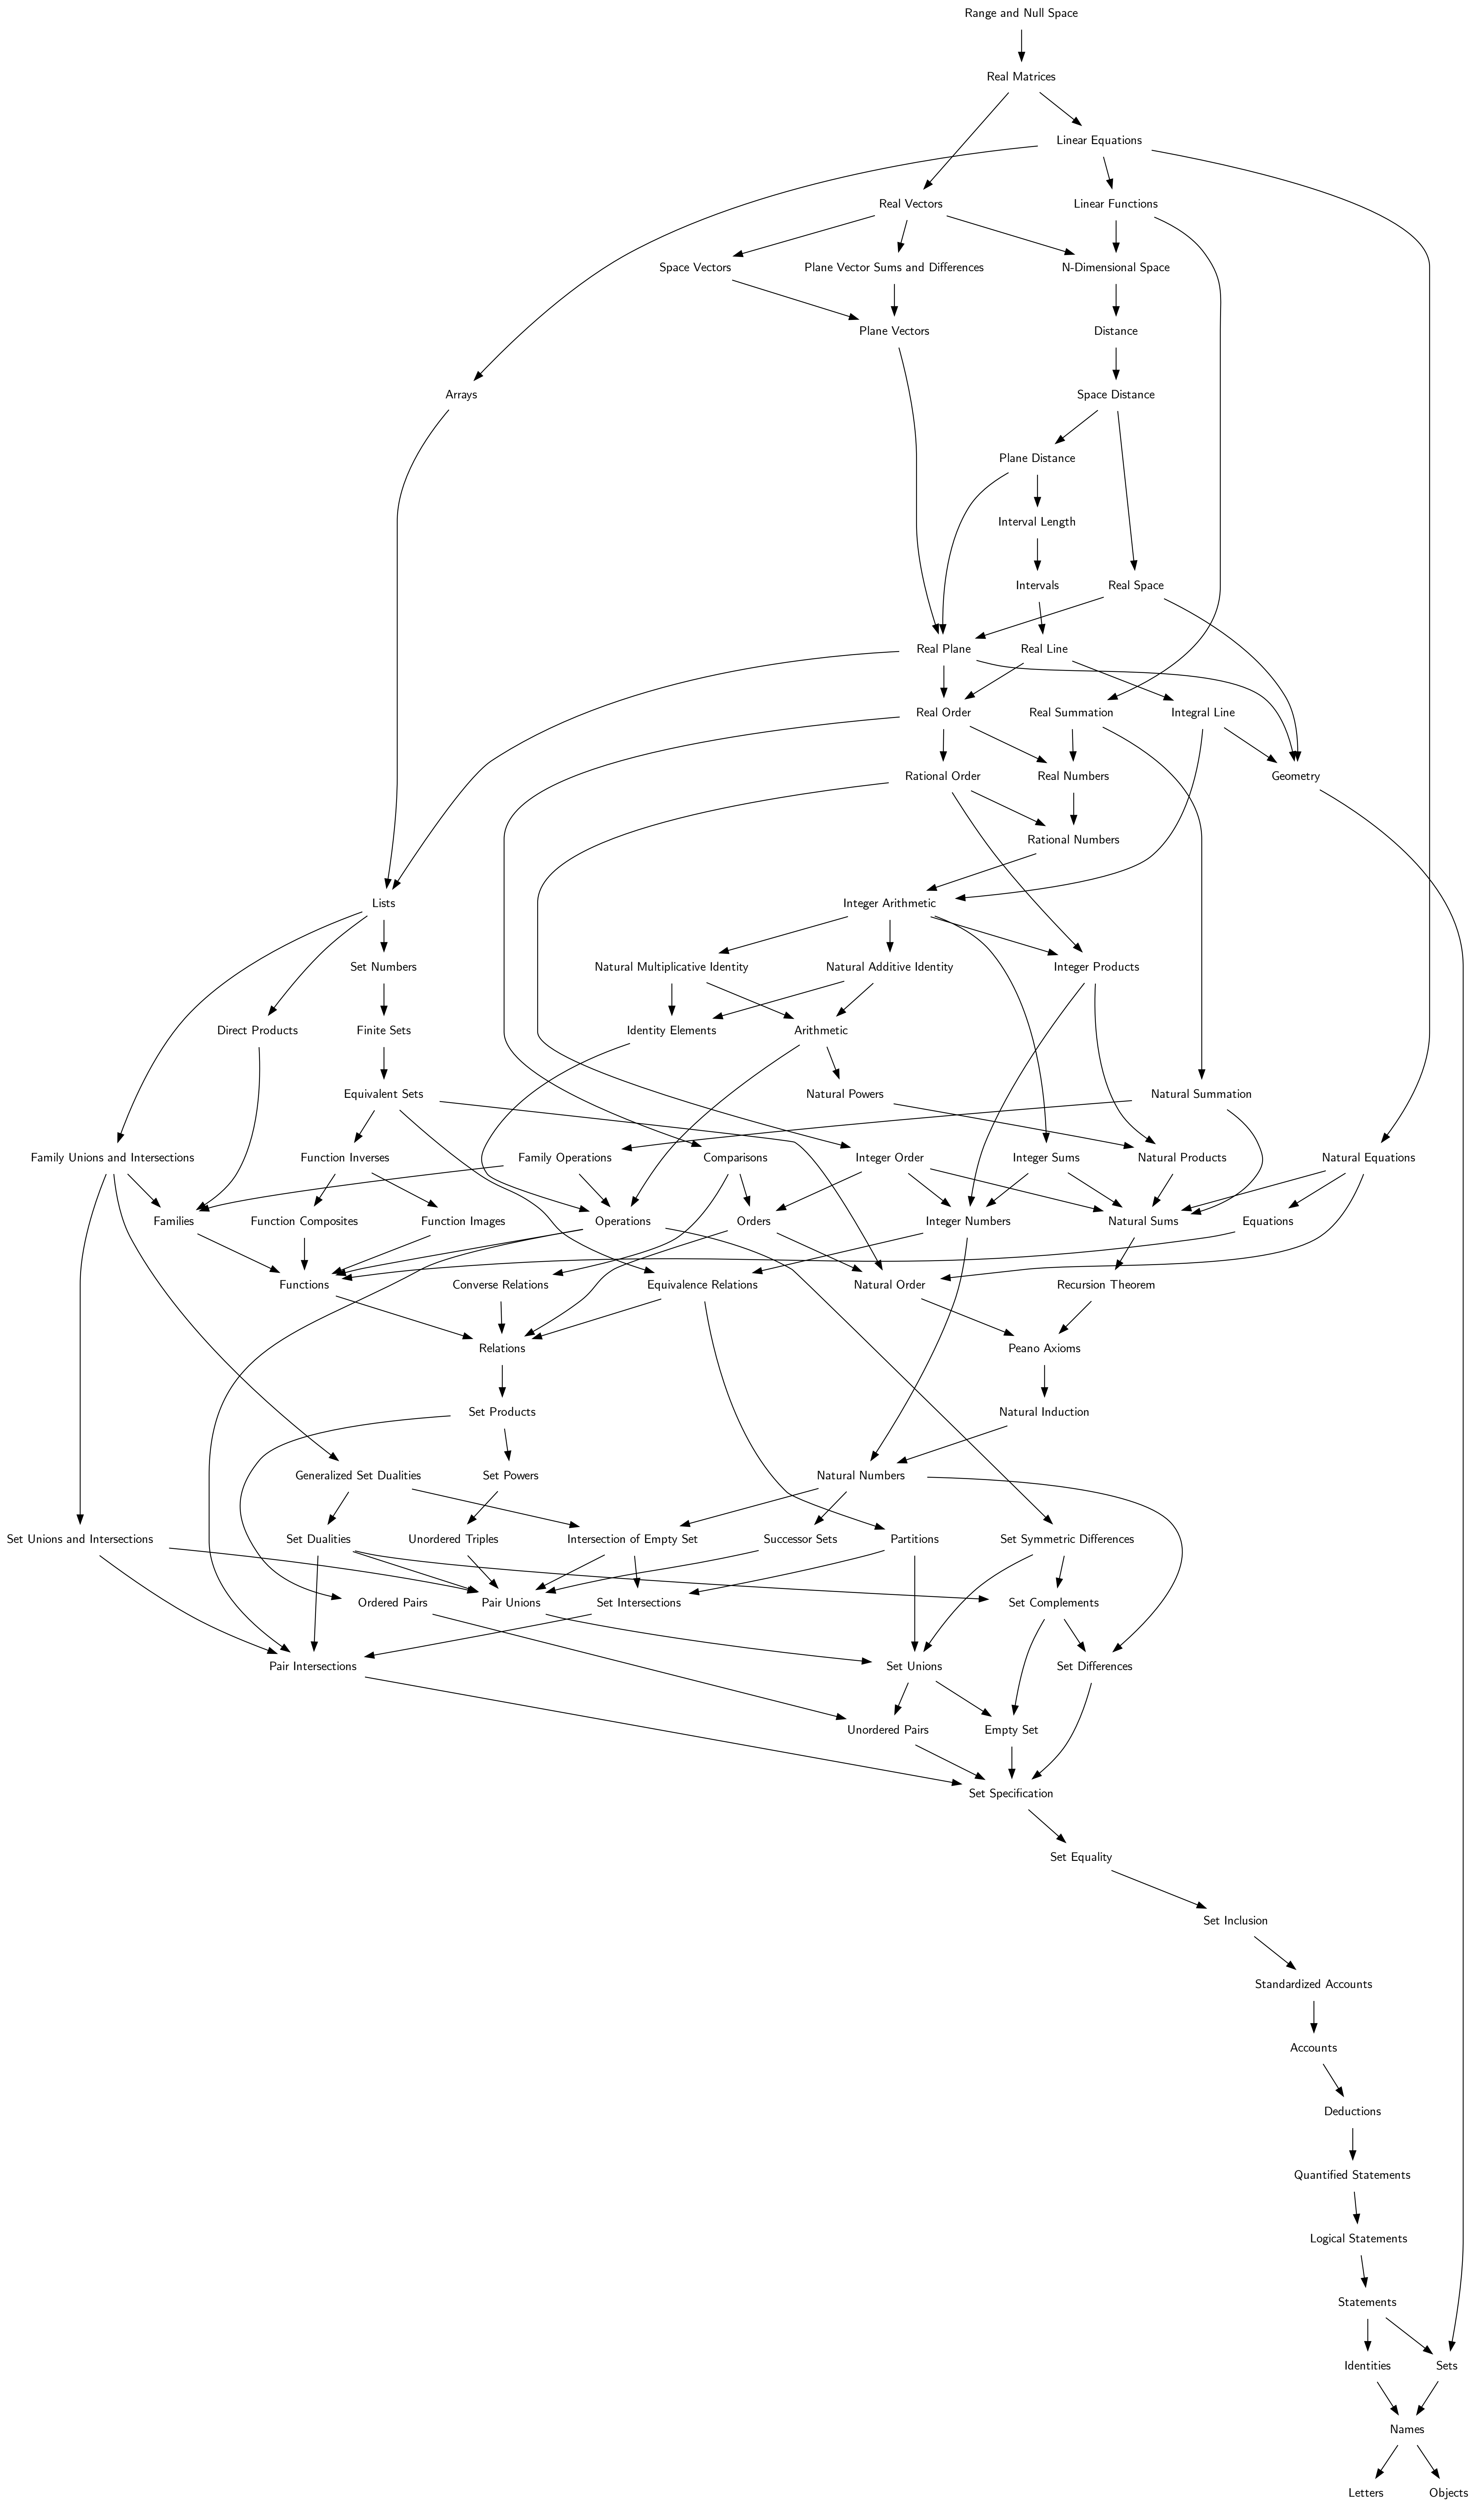 Range and Null Space
Real Matrices
Linear Equations
Real Vectors
Linear Functions
Space Vectors
Plane Vector Sums and Differences
N-Dimensional Space
Plane Vectors
Distance
Arrays
Space Distance
Plane Distance
Interval Length
Intervals
Real Space
Real Plane
Real Line
Real Order
Real Summation
Integral Line
Rational Order
Real Numbers
Geometry
Rational Numbers
Lists
Integer Arithmetic
Set Numbers
Natural Multiplicative Identity
Natural Additive Identity
Integer Products
Direct Products
Finite Sets
Identity Elements
Arithmetic
Equivalent Sets
Natural Powers
Natural Summation
Family Unions and Intersections
Function Inverses
Family Operations
Comparisons
Integer Order
Integer Sums
Natural Products
Natural Equations
Families
Function Composites
Function Images
Operations
Orders
Integer Numbers
Natural Sums
Equations
Functions
Converse Relations
Equivalence Relations
Natural Order
Recursion Theorem
Relations
Peano Axioms
Set Products
Natural Induction
Generalized Set Dualities
Set Powers
Natural Numbers
Set Unions and Intersections
Set Dualities
Unordered Triples
Intersection of Empty Set
Successor Sets
Partitions
Set Symmetric Differences
Ordered Pairs
Pair Unions
Set Intersections
Set Complements
Pair Intersections
Set Unions
Set Differences
Unordered Pairs
Empty Set
Set Specification
Set Equality
Set Inclusion
Standardized Accounts
Accounts
Deductions
Quantified Statements
Logical Statements
Statements
Identities
Sets
Names
Letters
Objects